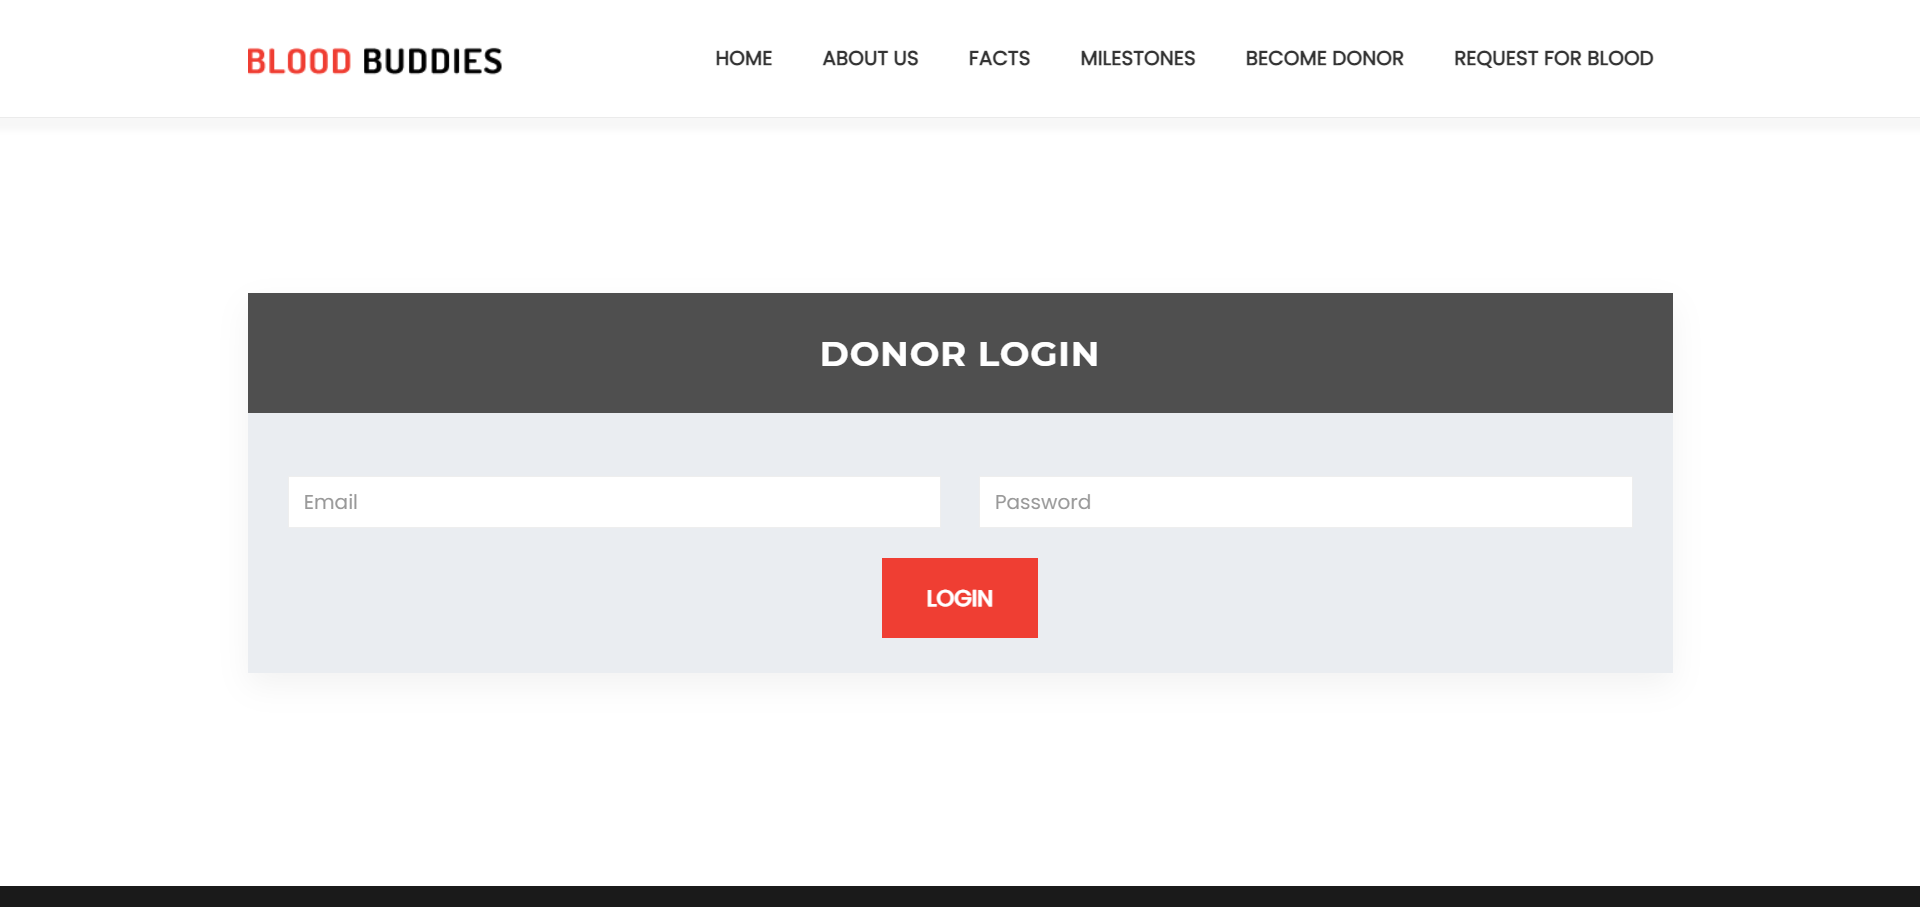 BLOOD BUDDIES
HOME ABOUT US FACTS MILESTONES BECOME DONOR REQUEST FOR BLOOD
DONOR LOGIN
Email Password
LOGIN